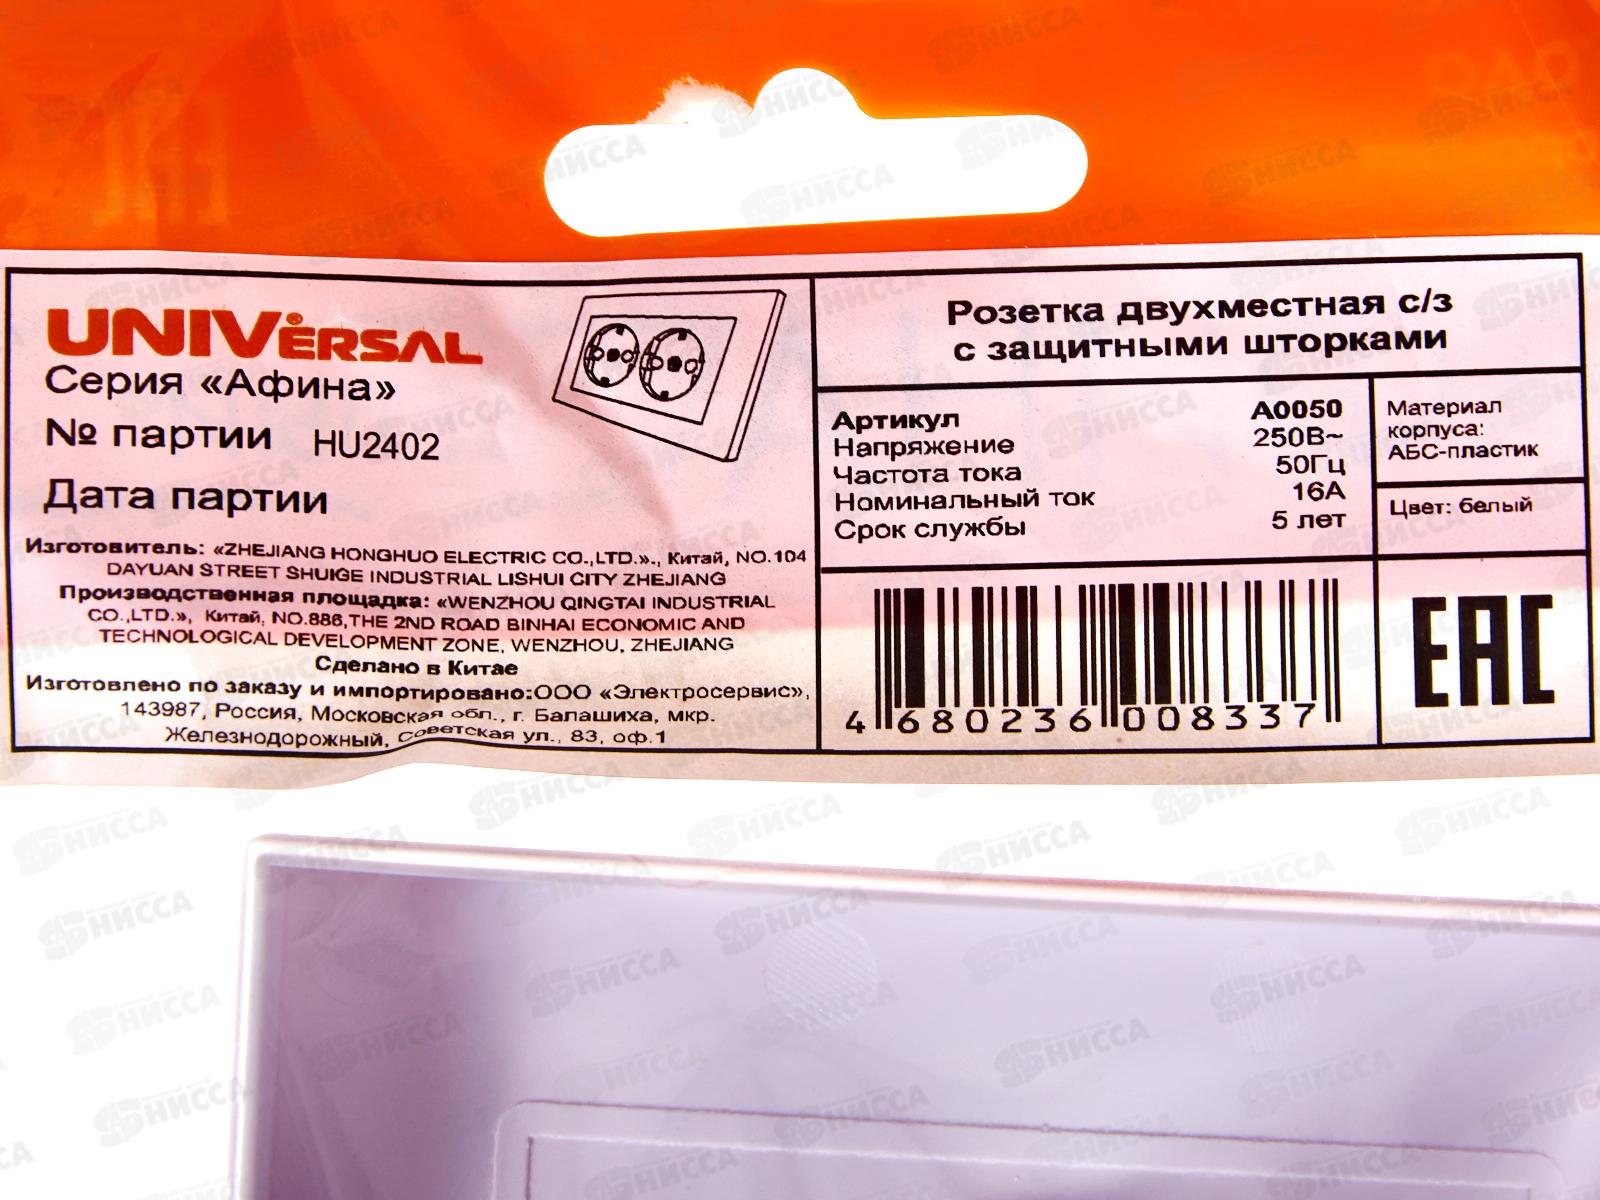 UNIVERSAL
Серия «Афина»
№ партии HU2402
Дата партии
Изготовитель: «ZHEJIANG HONGHUO ELECTRIC CO.,LTD.»., Китай, NO.104
DAYUAN STREET SHUIGE INDUSTRIAL LISHUI CITY ZHEJIANG
Производственная площадка: «WENZHOU QINGTAI INDUSTRIAL
CO.,LTD.», Китай, NO.888,THE 2ND ROAD BINHAI ECONOMIC AND
TECHNOLOGICAL DEVELOPMENT ZONE, WENZHOU, ZHEJIANG
Сделано в Китае
Изготовлено по заказу и импортировано:ООО «Электросервис»,
143987, Россия, Московская обл., г. Балашиха, мкр.
Железнодорожный, Советская ул., 83, оф.1
Розетка двухместная с/з
с защитными шторками
Артикул A0050
Напряжение 250В~
Частота тока 50Гц
Номинальный ток 16А
Срок службы 5 лет
Материал
корпуса:
АБС-пластик
Цвет: белый
4 680236 008337
EAC
НИССА